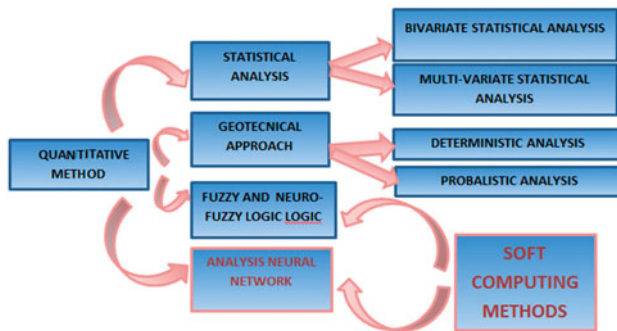 BIVARIATE STATISTICAL ANALYSIS
STATISTICAL
ANALYSIS
MULTI-VARIATE STATISTICAL
ANALYSIS
GEOTECNICAL
APPROACH
DETERMINISTIC ANALYSIS
QUANTITATIVE
METHOD
PROBALISTIC ANALYSIS
FUZZY AND NEURO-
FUZZY LOGIC LOGIC
ANALYSIS NEURAL
NETWORK
SOFT
COMPUTING
METHODS